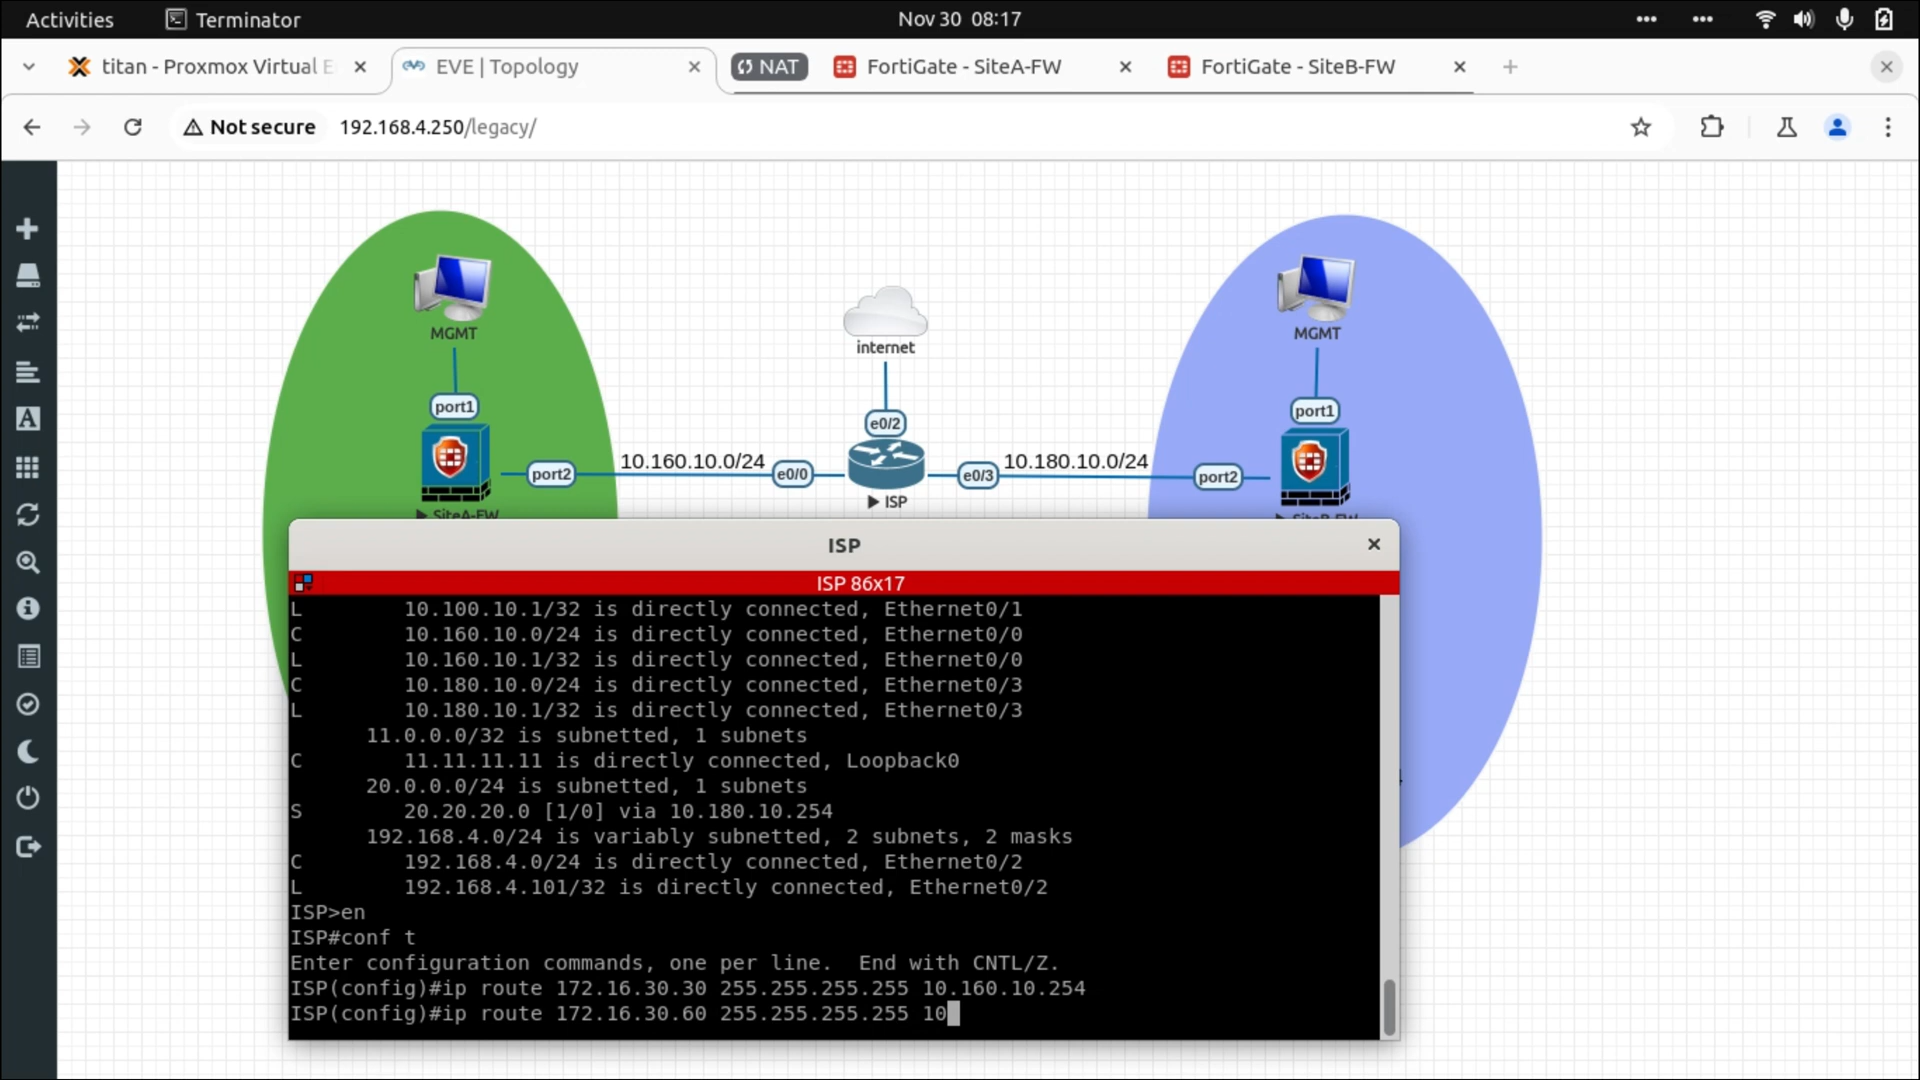 Activities
Terminator
Nov 30 08:17
titan - Proxmox Virtual E
EVE | Topology
NAT
FortiGate - SiteA-FW
FortiGate - SiteB-FW
Not secure
192.168.4.250/legacy/
MGMT
MGMT
internet
port1
port1
e0/2
10.160.10.0/24
10.180.10.0/24
port2
e0/0
e0/3
port2
ISP
SiteA-FW
SiteB-FW
ISP
ISP 86x17
L 10.100.10.1/32 is directly connected, Ethernet0/1
C 10.160.10.0/24 is directly connected, Ethernet0/0
L 10.160.10.1/32 is directly connected, Ethernet0/0
C 10.180.10.0/24 is directly connected, Ethernet0/3
L 10.180.10.1/32 is directly connected, Ethernet0/3
11.0.0.0/32 is subnetted, 1 subnets
C 11.11.11.11 is directly connected, Loopback0
20.0.0.0/24 is subnetted, 1 subnets
S 20.20.20.0 [1/0] via 10.180.10.254
192.168.4.0/24 is variably subnetted, 2 subnets, 2 masks
C 192.168.4.0/24 is directly connected, Ethernet0/2
L 192.168.4.101/32 is directly connected, Ethernet0/2
ISP>en
ISP#conf t
Enter configuration commands, one per line. End with CNTL/Z.
ISP(config)#ip route 172.16.30.30 255.255.255.255 10.160.10.254
ISP(config)#ip route 172.16.30.60 255.255.255.255 10